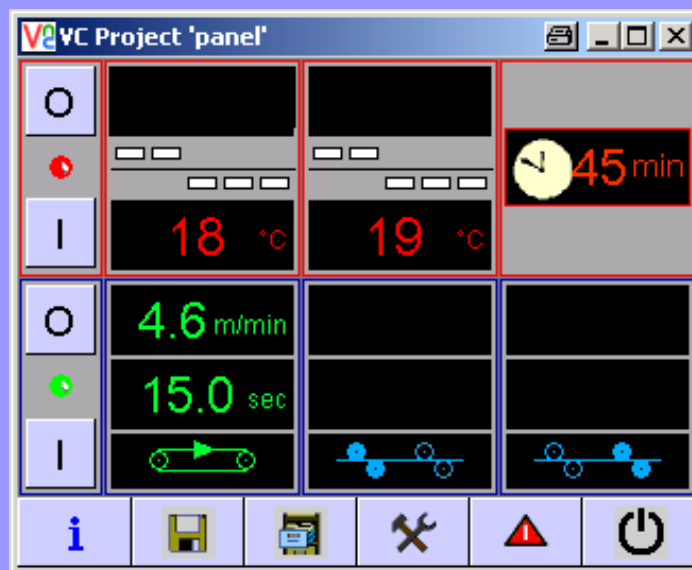 VC Project 'panel'
O
I
18 °C
19 °C
45 min
O
I
4.6 m/min
15.0 sec
i